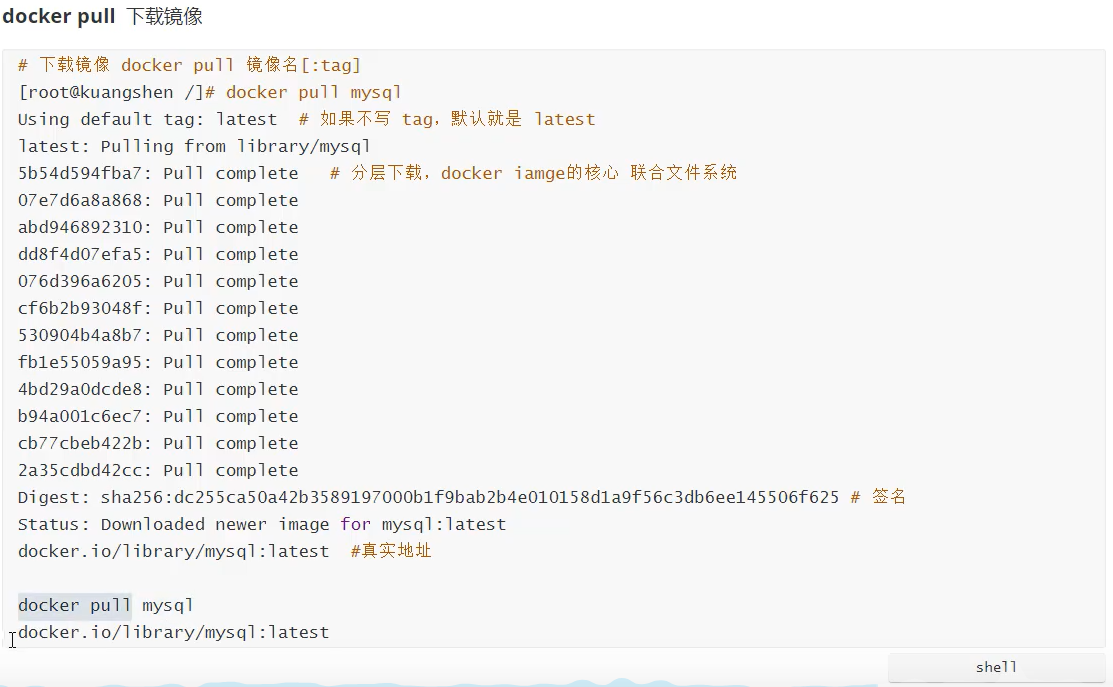 docker pull 下载镜像
# 下载镜像 docker pull 镜像名[:tag]
[root@kuangshen /]# docker pull mysql
Using default tag: latest  # 如果不写 tag，默认就是 latest
latest: Pulling from library/mysql
5b54d594fba7: Pull complete   # 分层下载，docker iamge的核心 联合文件系统
07e7d6a8a868: Pull complete
abd946892310: Pull complete
dd8f4d07efa5: Pull complete
076d396a6205: Pull complete
cf6b2b93048f: Pull complete
530904b4a8b7: Pull complete
fb1e55059a95: Pull complete
4bd29a0dcde8: Pull complete
b94a001c6ec7: Pull complete
cb77cbeb422b: Pull complete
2a35cdbd42cc: Pull complete
Digest: sha256:dc255ca50a42b3589197000b1f9bab2b4e010158d1a9f56c3db6ee145506f625 # 签名
Status: Downloaded newer image for mysql:latest
docker.io/library/mysql:latest  #真实地址
docker pull mysql
docker.io/library/mysql:latest
shell